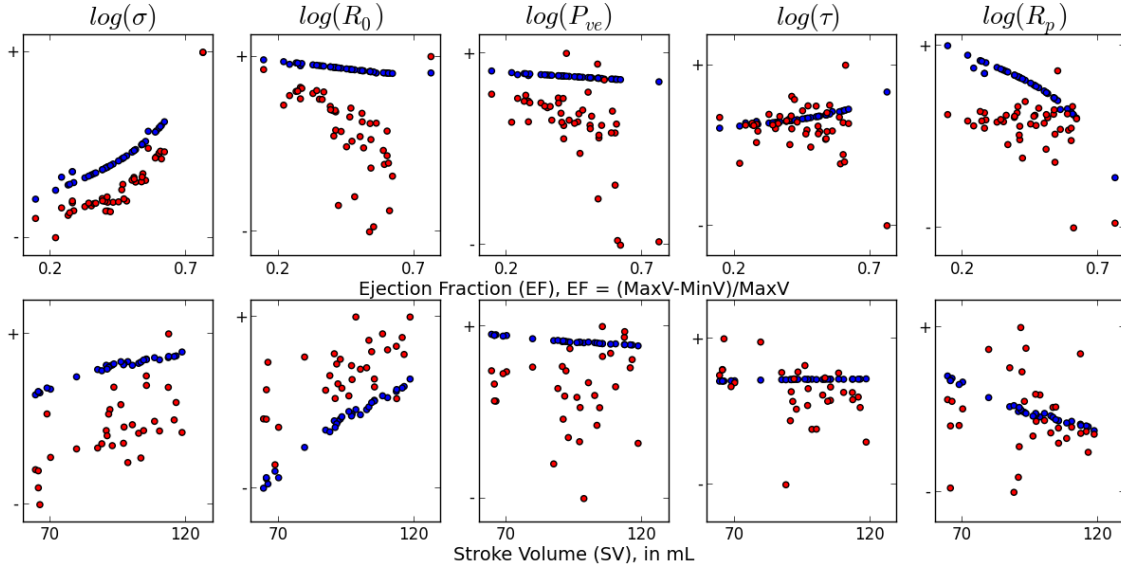 log(σ) log(R_0) log(P_ve) log(τ) log(R_p)
+ + + + +
- - - - -
0.2 0.7 0.2 0.7 0.2 0.7 0.2 0.7 0.2 0.7
Ejection Fraction (EF), EF = (MaxV-MinV)/MaxV
+ + + + +
- - - - -
70 120 70 120 70 120 70 120 70 120
Stroke Volume (SV), in mL